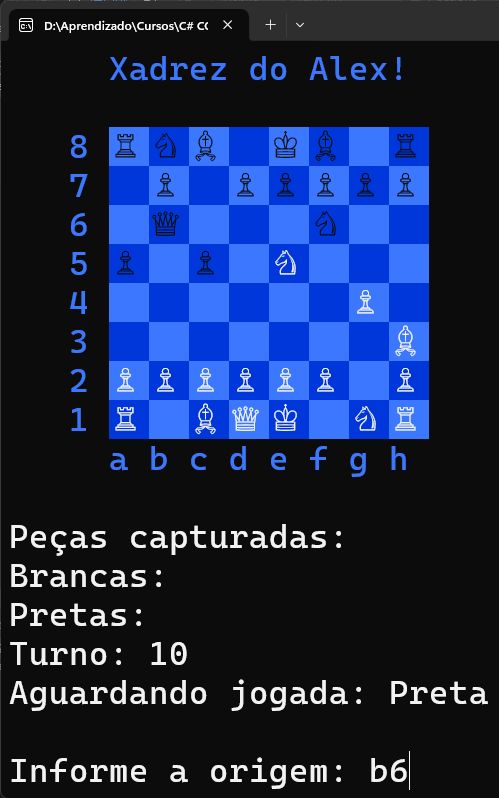 D:\Aprendizado\Cursos\C# CC
Xadrez do Alex!
8
7
6
5
4
3
2
1
a b c d e f g h
Peças capturadas:
Brancas:
Pretas:
Turno: 10
Aguardando jogada: Preta
Informe a origem: b6